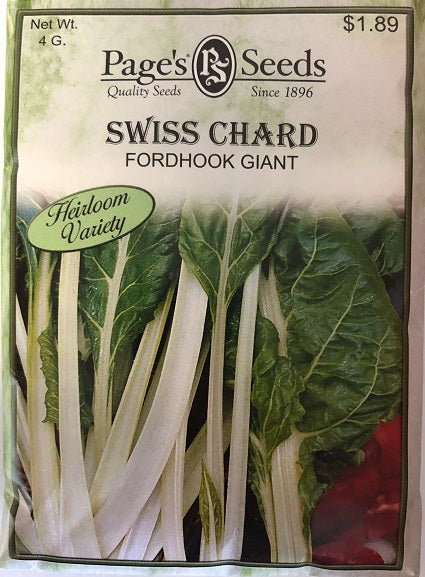 Net Wt.
4 G.
$1.89
Page's PS Seeds
Quality Seeds Since 1896
SWISS CHARD
FORDHOOK GIANT
Heirloom
Variety